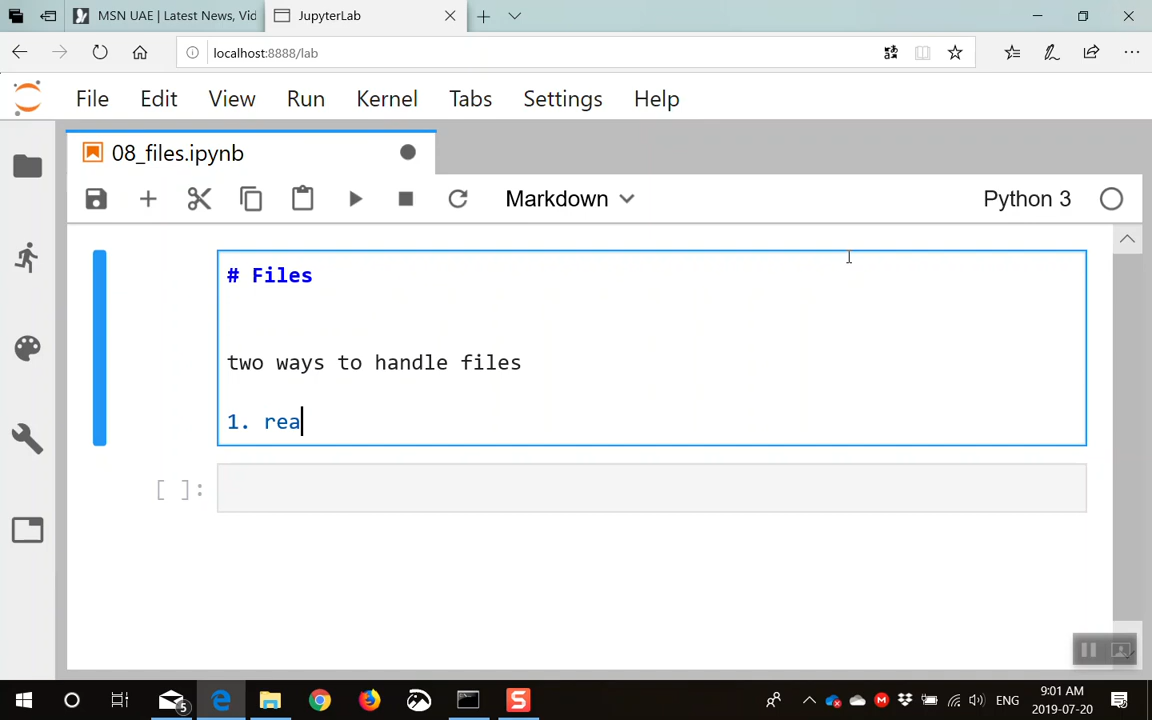 MSN UAE | Latest News, Vid
JupyterLab
localhost:8888/lab
File Edit View Run Kernel Tabs Settings Help
08_files.ipynb
Markdown
Python 3
# Files
two ways to handle files
1. rea
[ ]:
5
S
M
ENG
9:01 AM
2019-07-20